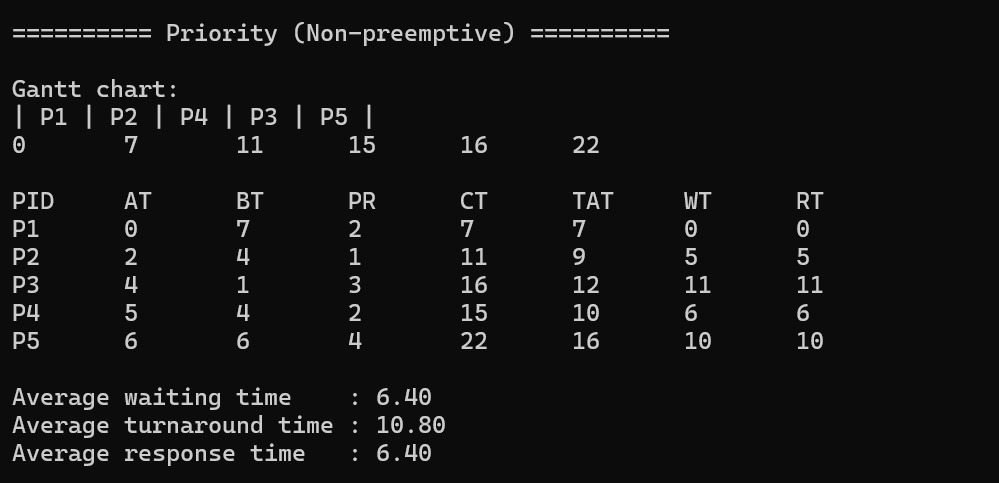 ========== Priority (Non-preemptive) ==========
Gantt chart:
| P1 | P2 | P4 | P3 | P5 |
0       7       11      15      16      22
PID     AT      BT      PR      CT      TAT     WT      RT
P1      0       7       2       7       7       0       0
P2      2       4       1       11      9       5       5
P3      4       1       3       16      12      11      11
P4      5       4       2       15      10      6       6
P5      6       6       4       22      16      10      10
Average waiting time    : 6.40
Average turnaround time : 10.80
Average response time   : 6.40